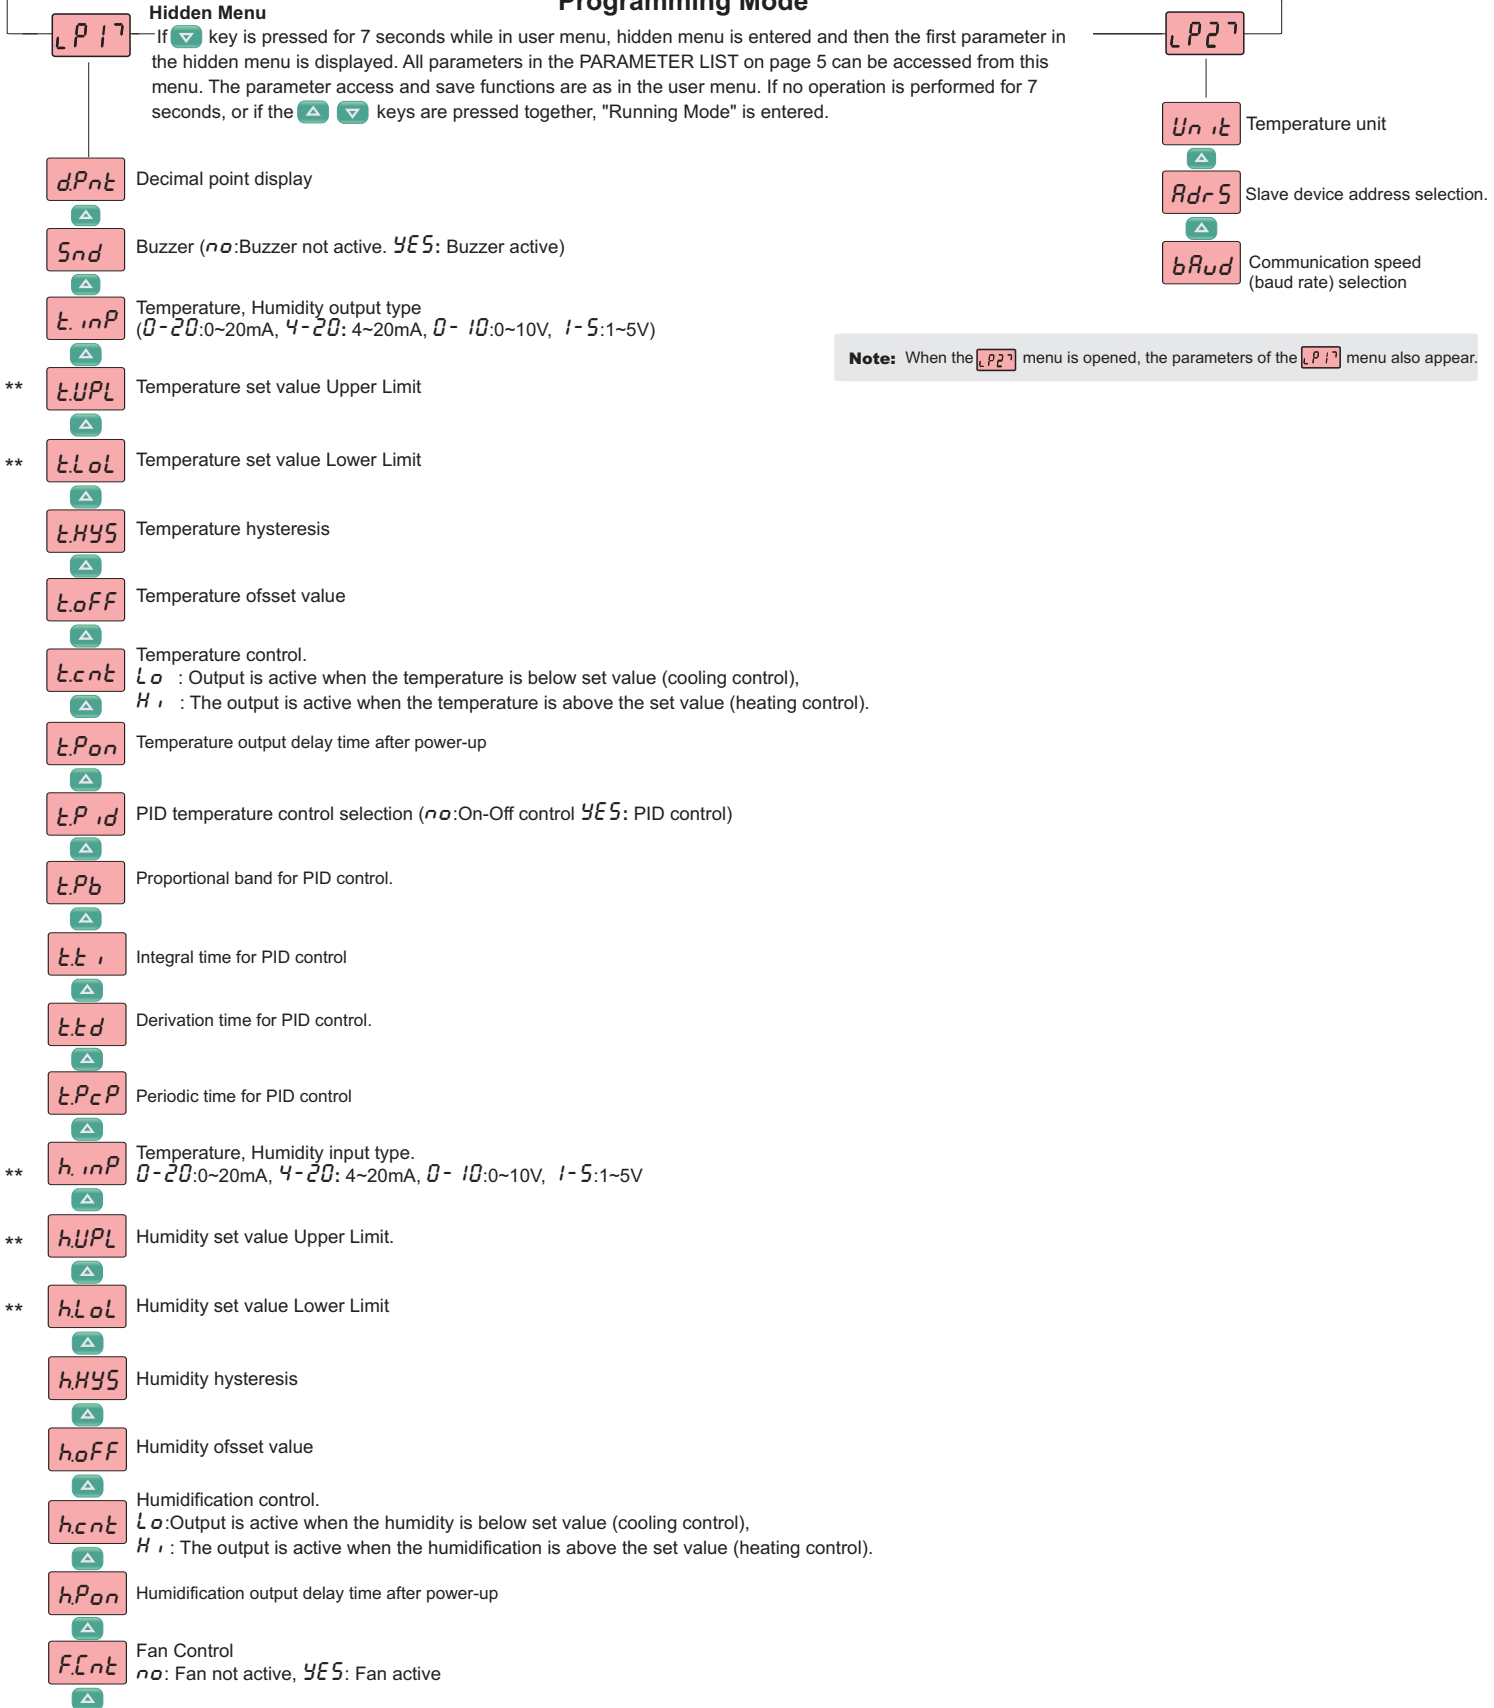 Programming Mode
Hidden Menu
P1
If key is pressed for 7 seconds while in user menu, hidden menu is entered and then the first parameter in
the hidden menu is displayed. All parameters in the PARAMETER LIST on page 5 can be accessed from this
menu. The parameter access and save functions are as in the user menu. If no operation is performed for 7
seconds, or if the keys are pressed together, "Running Mode" is entered.
P2
Unit Temperature unit
AdrS Slave device address selection.
bAud Communication speed
(baud rate) selection
Note: When the P2 menu is opened, the parameters of the P1 menu also appear.
d.Pnt Decimal point display
Snd Buzzer (no:Buzzer not active. YES: Buzzer active)
t.inP Temperature, Humidity output type
(0-20:0~20mA, 4-20: 4~20mA, 0-10:0~10V, 1-5:1~5V)
** t.UPL Temperature set value Upper Limit
** t.LoL Temperature set value Lower Limit
t.HYS Temperature hysteresis
t.oFF Temperature ofsset value
t.cnt Temperature control.
Lo : Output is active when the temperature is below set value (cooling control),
Hi : The output is active when the temperature is above the set value (heating control).
t.Pon Temperature output delay time after power-up
t.Pid PID temperature control selection (no:On-Off control YES: PID control)
t.Pb Proportional band for PID control.
t.ti Integral time for PID control
t.td Derivation time for PID control.
t.PcP Periodic time for PID control
** h.inP Temperature, Humidity input type.
0-20:0~20mA, 4-20: 4~20mA, 0-10:0~10V, 1-5:1~5V
** h.UPL Humidity set value Upper Limit.
** h.LoL Humidity set value Lower Limit
h.HYS Humidity hysteresis
h.oFF Humidity ofsset value
h.cnt Humidification control.
Lo:Output is active when the humidity is below set value (cooling control),
Hi : The output is active when the humidification is above the set value (heating control).
h.Pon Humidification output delay time after power-up
F.Cnt Fan Control
no: Fan not active, YES: Fan active